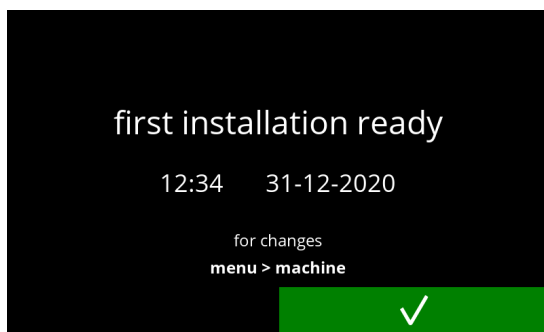 first installation ready
12:34 31-12-2020
for changes
menu > machine